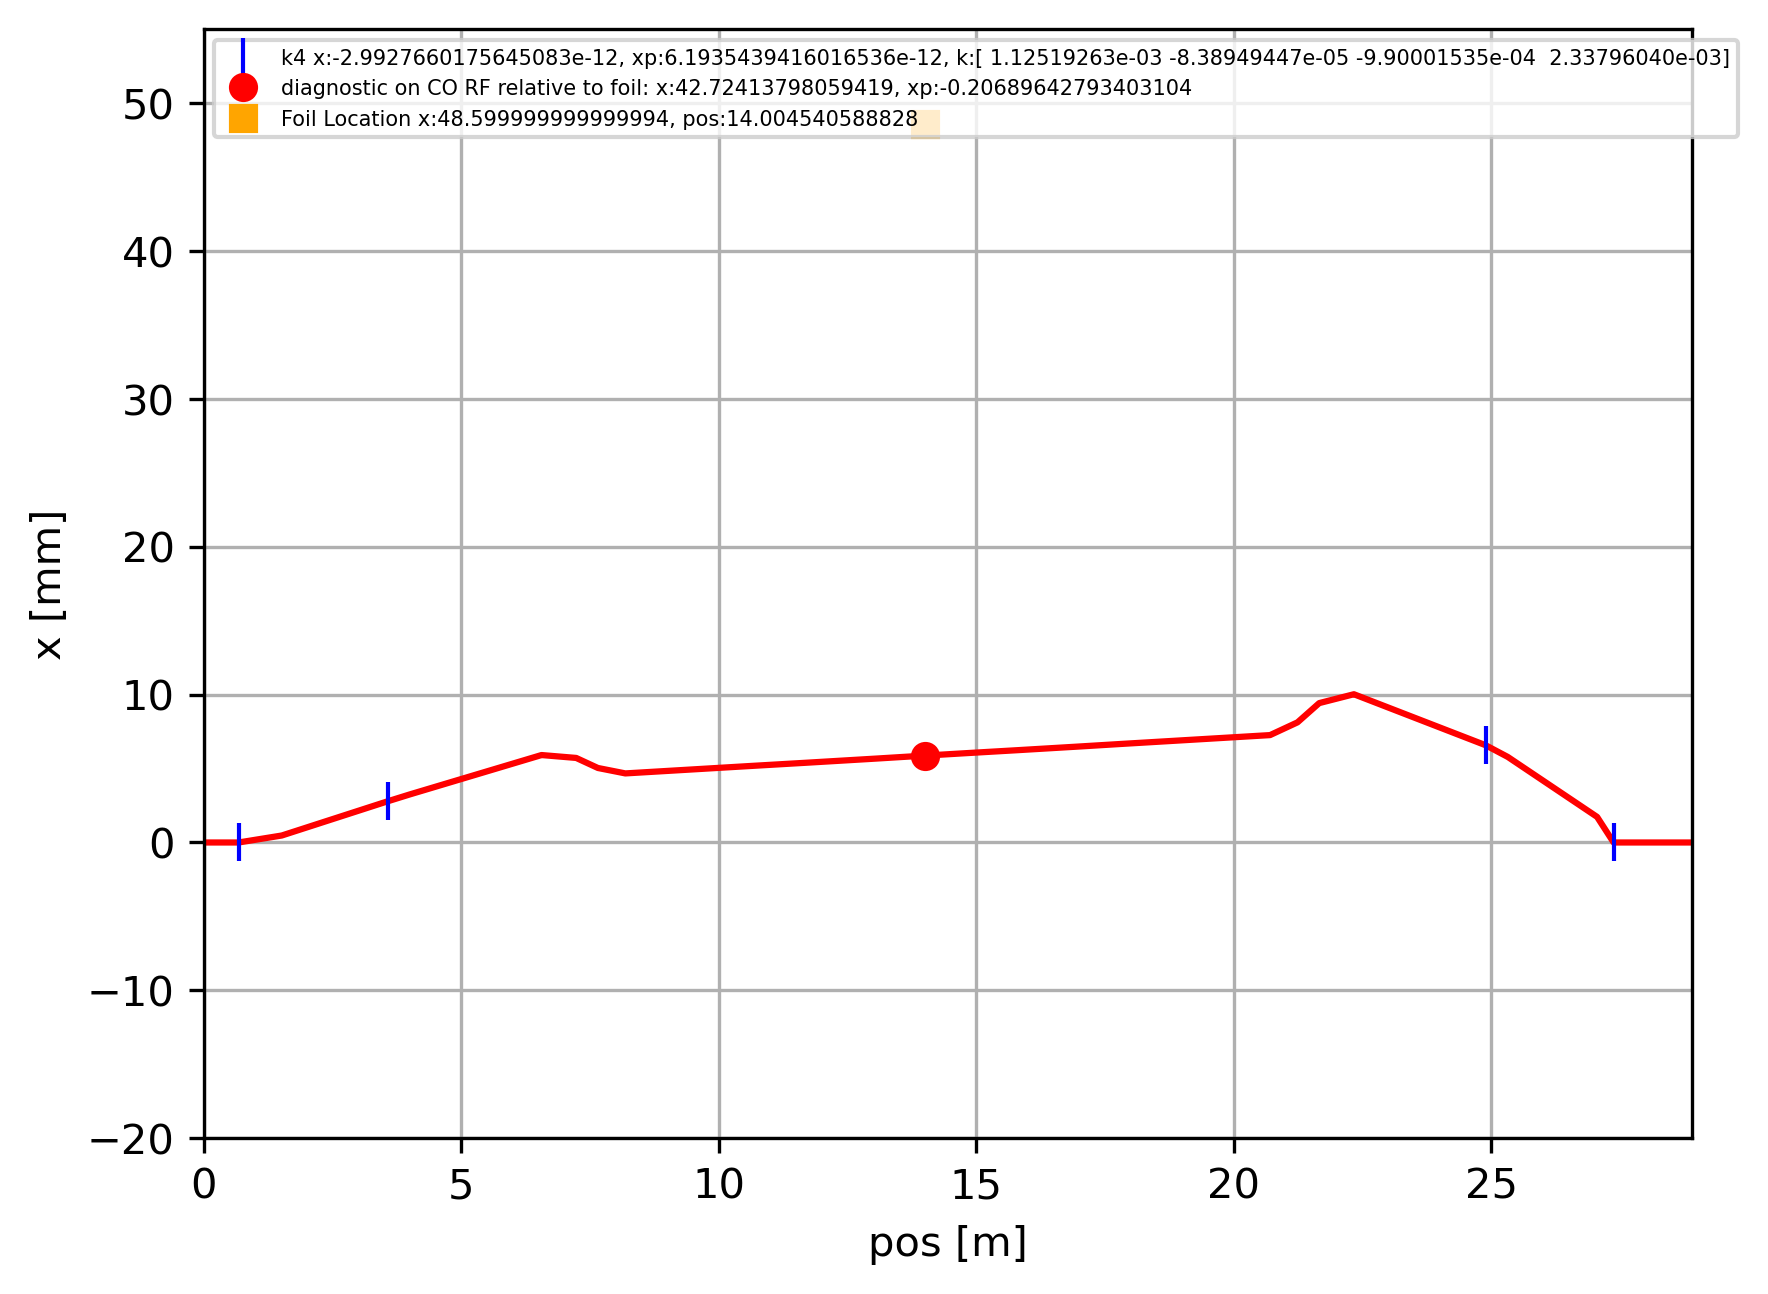 k4 x:-2.9927660175645083e-12, xp:6.1935439416016536e-12, k:[ 1.12519263e-03 -8.38949447e-05 -9.90001535e-04  2.33796040e-03]
diagnostic on CO RF relative to foil: x:42.72413798059419, xp:-0.20689642793403104
Foil Location x:48.599999999999994, pos:14.004540588828
50
40
30
20
10
0
−10
−20
x [mm]
0 5 10 15 20 25
pos [m]